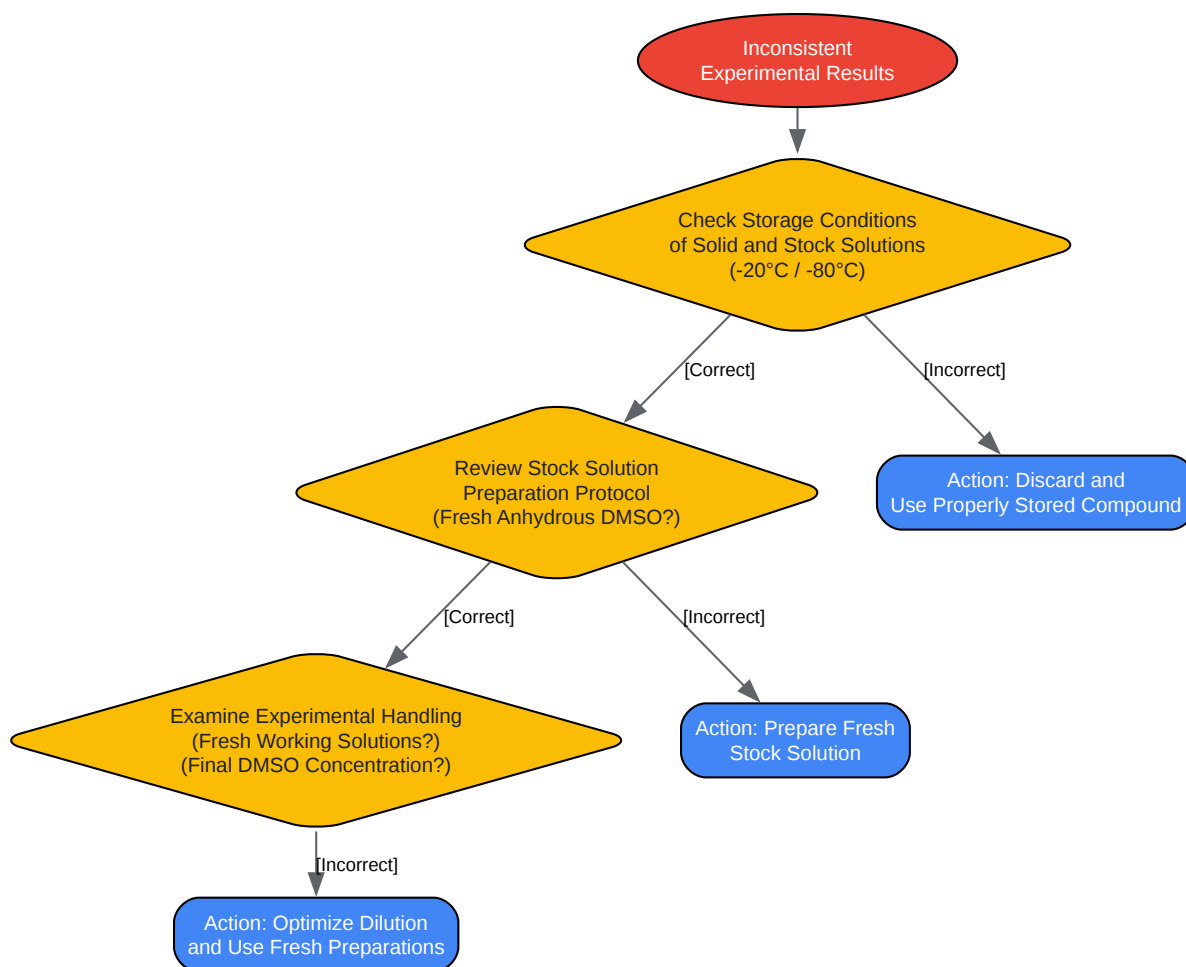 Inconsistent
Experimental Results
Check Storage Conditions
of Solid and Stock Solutions
(-20°C / -80°C)
[Correct]
[Incorrect]
Review Stock Solution
Preparation Protocol
(Fresh Anhydrous DMSO?)
Action: Discard and
Use Properly Stored Compound
[Correct]
[Incorrect]
Examine Experimental Handling
(Fresh Working Solutions?)
(Final DMSO Concentration?)
Action: Prepare Fresh
Stock Solution
[Incorrect]
Action: Optimize Dilution
and Use Fresh Preparations